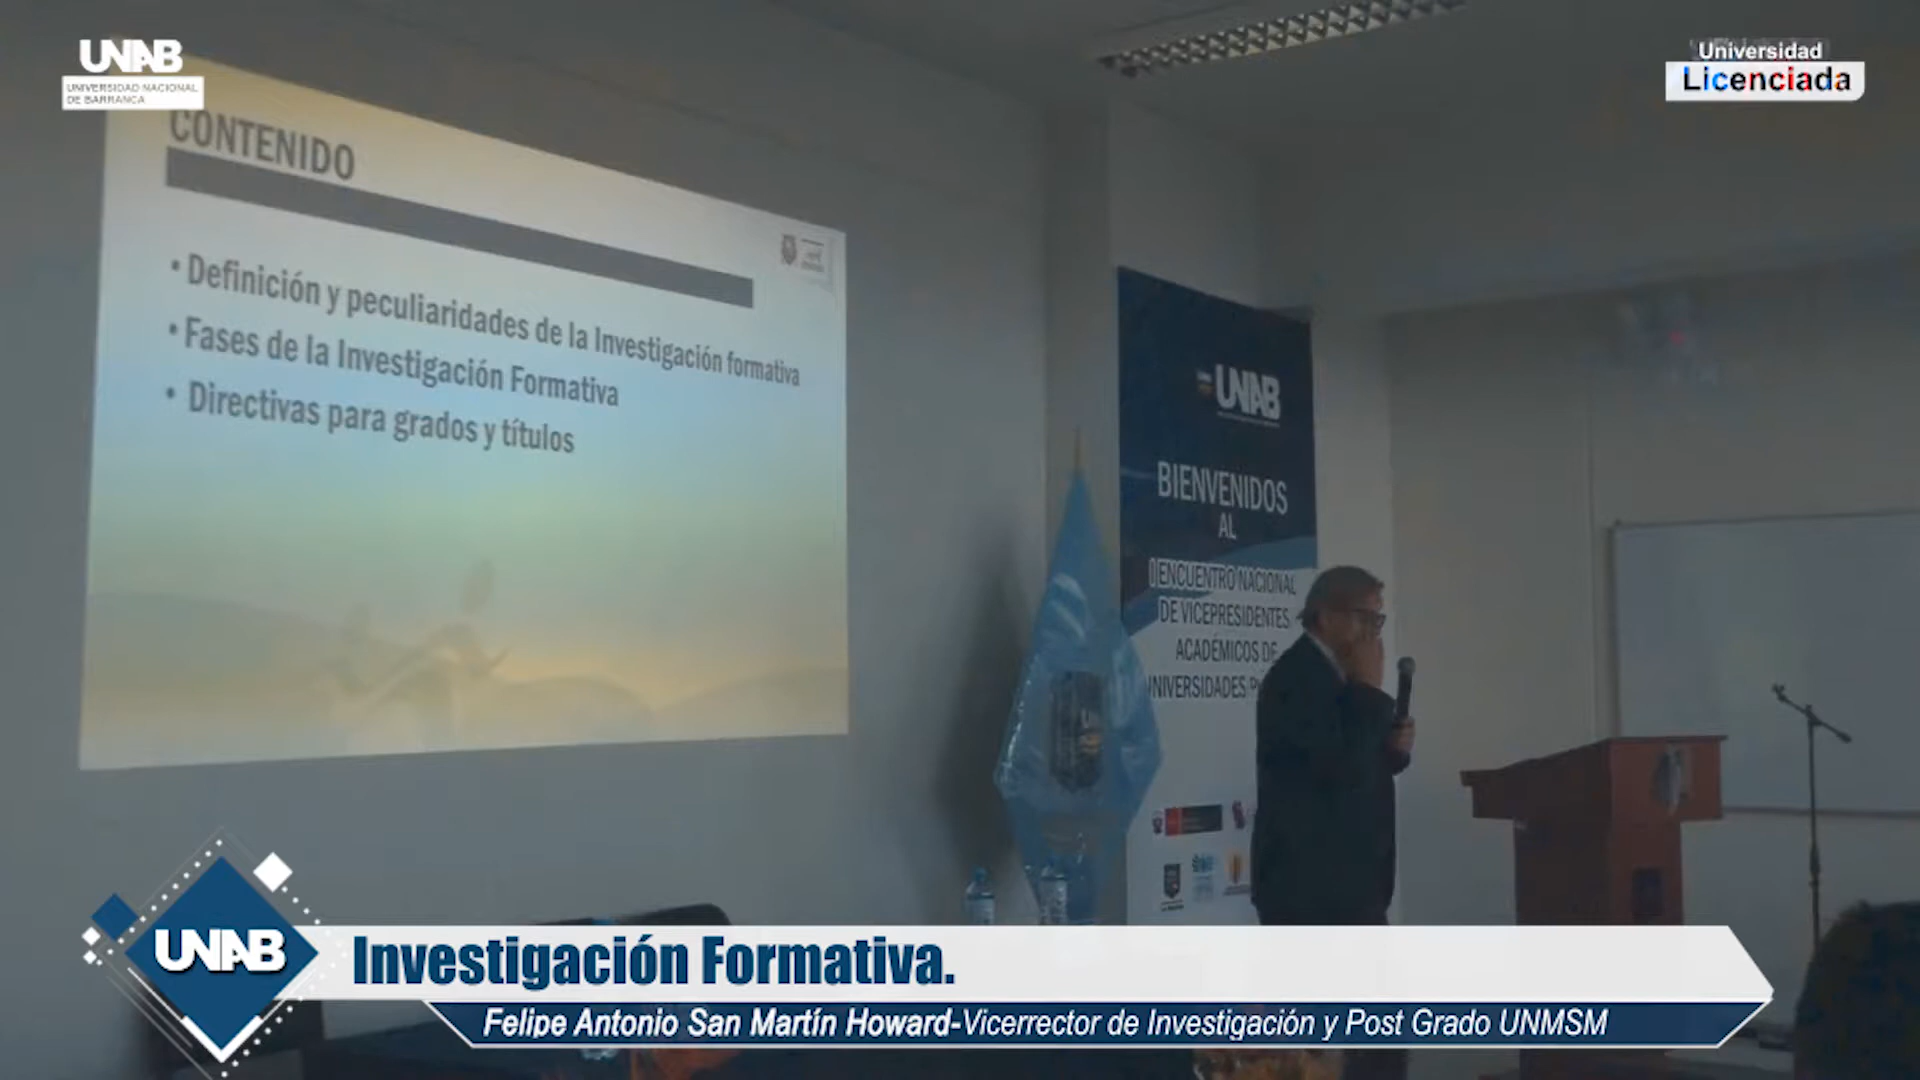 UNAB
UNIVERSIDAD NACIONAL
DE BARRANCA
Universidad
Licenciada
CONTENIDO
• Definición y peculiaridades de la Investigación formativa
• Fases de la Investigación Formativa
• Directivas para grados y títulos
UNAB
BIENVENIDOS
AL
I ENCUENTRO NACIONAL
DE VICEPRESIDENTES
ACADÉMICOS DE
UNIVERSIDADES
UNAB
Investigación Formativa.
Felipe Antonio San Martín Howard-Vicerrector de Investigación y Post Grado UNMSM